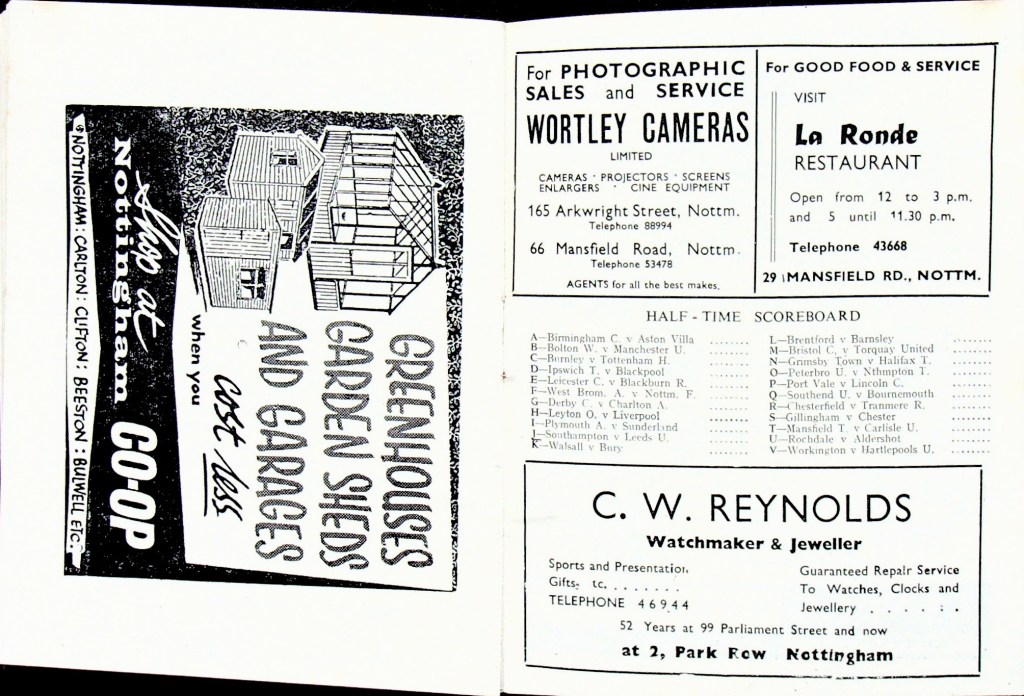 GREENHOUSES
GARDEN SHEDS
AND GARAGES
cost less
when you
Shop at
Nottingham CO-OP
NOTTINGHAM : CARLTON : CLIFTON : BEESTON : BULWELL ETC.
For PHOTOGRAPHIC
SALES and SERVICE
WORTLEY CAMERAS
LIMITED
CAMERAS · PROJECTORS · SCREENS
ENLARGERS · CINE EQUIPMENT
165 Arkwright Street, Nottm.
Telephone 88994
66 Mansfield Road, Nottm.
Telephone 53478
AGENTS for all the best makes.
For GOOD FOOD & SERVICE
VISIT
La Ronde
RESTAURANT
Open from 12 to 3 p.m.
and 5 until 11.30 p.m.
Telephone 43668
29 MANSFIELD RD., NOTTM.
HALF - TIME SCOREBOARD
A—Birmingham C. v Aston Villa ........
B—Bolton W. v Manchester U. ........
C—Burnley v Tottenham H. ........
D—Ipswich T. v Blackpool ........
E—Leicester C. v Blackburn R. ........
F—West Brom. A. v Nottm. F. ........
G—Derby C. v Charlton A. ........
H—Leyton O. v Liverpool ........
I—Plymouth A. v Sunderland ........
J—Southampton v Leeds U. ........
K—Walsall v Bury ........
L—Brentford v Barnsley ........
M—Bristol C. v Torquay United ........
N—Grimsby Town v Halifax T. ........
O—Peterbro U. v Nthmpton T. ........
P—Port Vale v Lincoln C. ........
Q—Southend U. v Bournemouth ........
R—Chesterfield v Tranmere R. ........
S—Gillingham v Chester ........
T—Mansfield T. v Carlisle U. ........
U—Rochdale v Aldershot ........
V—Workington v Hartlepools U. ........
C. W. REYNOLDS
Watchmaker & Jeweller
Sports and Presentation
Gifts, tc. . . . . . . .
TELEPHONE 46944
Guaranteed Repair Service
To Watches, Clocks and
Jewellery . . . . : .
52 Years at 99 Parliament Street and now
at 2, Park Row Nottingham